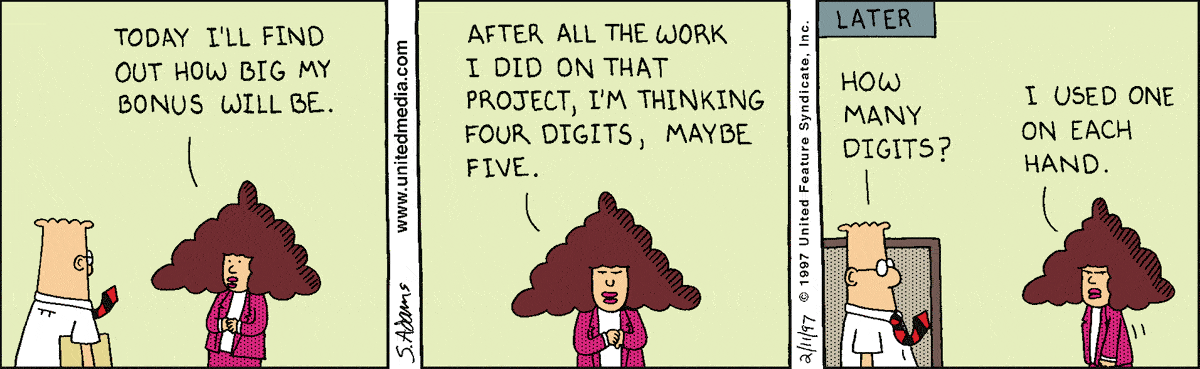 TODAY I'LL FIND
OUT HOW BIG MY
BONUS WILL BE.
www.unitedmedia.com
S. Adams
AFTER ALL THE WORK
I DID ON THAT
PROJECT, I'M THINKING
FOUR DIGITS, MAYBE
FIVE.
2/11/97 © 1997 United Feature Syndicate, Inc.
LATER
HOW
MANY
DIGITS?
I USED ONE
ON EACH
HAND.